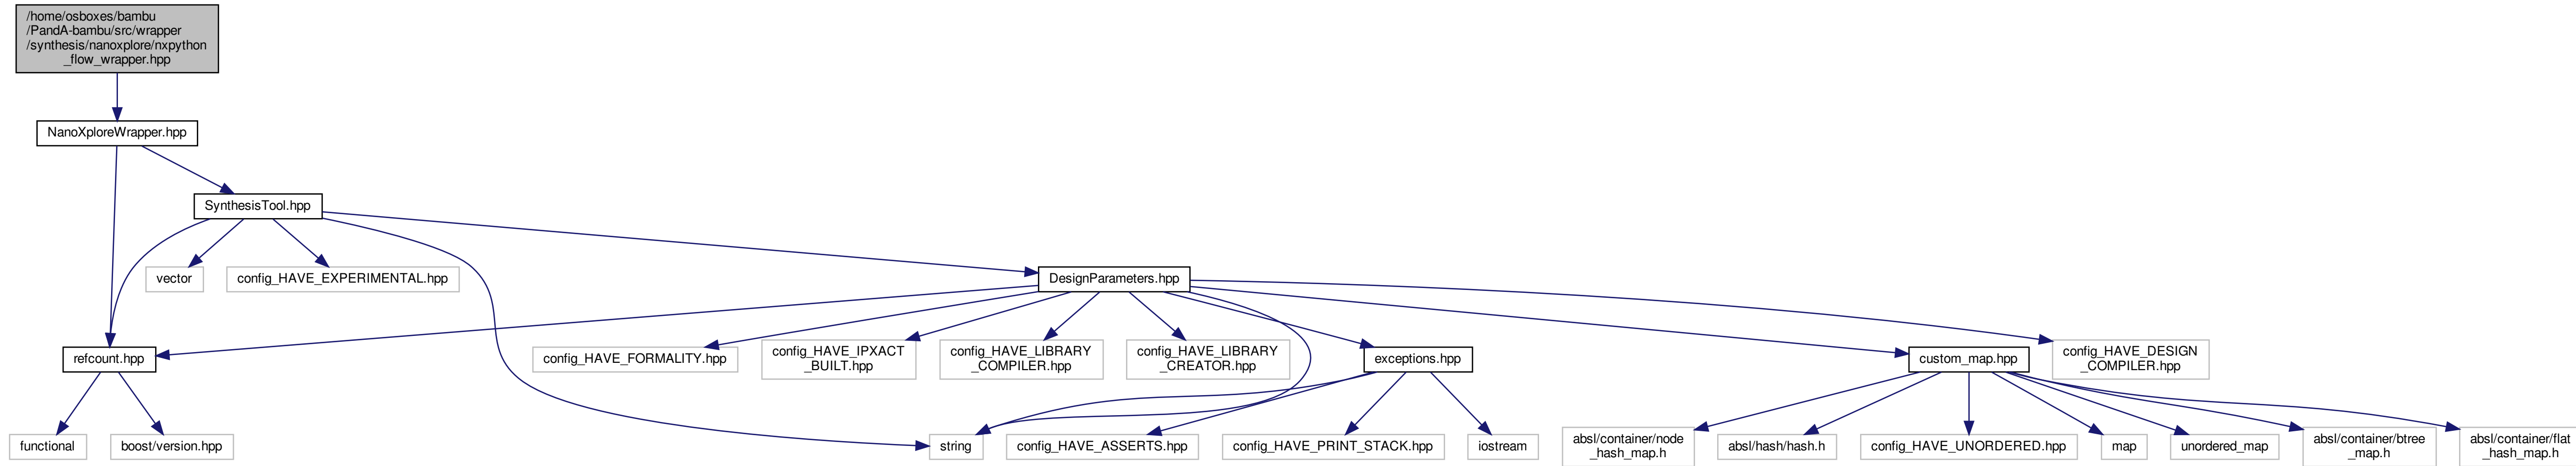 /home/osboxes/bambu
/PandA-bambu/src/wrapper
/synthesis/nanoxplore/nxpython
_flow_wrapper.hpp
NanoXploreWrapper.hpp
SynthesisTool.hpp
vector
config_HAVE_EXPERIMENTAL.hpp
DesignParameters.hpp
refcount.hpp
config_HAVE_FORMALITY.hpp
config_HAVE_IPXACT
_BUILT.hpp
config_HAVE_LIBRARY
_COMPILER.hpp
config_HAVE_LIBRARY
_CREATOR.hpp
exceptions.hpp
custom_map.hpp
config_HAVE_DESIGN
_COMPILER.hpp
functional
boost/version.hpp
string
config_HAVE_ASSERTS.hpp
config_HAVE_PRINT_STACK.hpp
iostream
absl/container/node
_hash_map.h
absl/hash/hash.h
config_HAVE_UNORDERED.hpp
map
unordered_map
absl/container/btree
_map.h
absl/container/flat
_hash_map.h